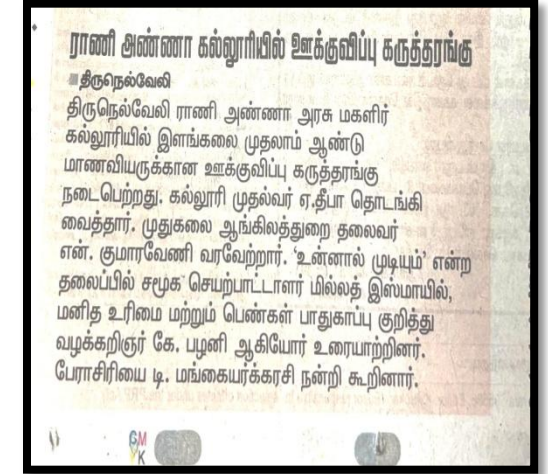 ராணி அண்ணா கல்லூரியில் ஊக்குவிப்பு கருத்தரங்கு
திருநெல்வேலி
திருநெல்வேலி ராணி அண்ணா அரசு மகளிர்
கல்லூரியில் இளங்கலை முதலாம் ஆண்டு
மாணவியருக்கான ஊக்குவிப்பு கருத்தரங்கு
நடைபெற்றது. கல்லூரி முதல்வர் ஏ.தீபா தொடங்கி
வைத்தார். முதுகலை ஆங்கிலத்துறை தலைவர்
என். குமாரவேணி வரவேற்றார். ‘உன்னால் முடியும்’ என்ற
தலைப்பில் சமூக செயற்பாட்டாளர் மில்லத் இஸ்மாயில்,
மனித உரிமை மற்றும் பெண்கள் பாதுகாப்பு குறித்து
வழக்கறிஞர் கே. பழனி ஆகியோர் உரையாற்றினர்.
பேராசிரியை டி. மங்கையர்க்கரசி நன்றி கூறினார்.
CM
YK